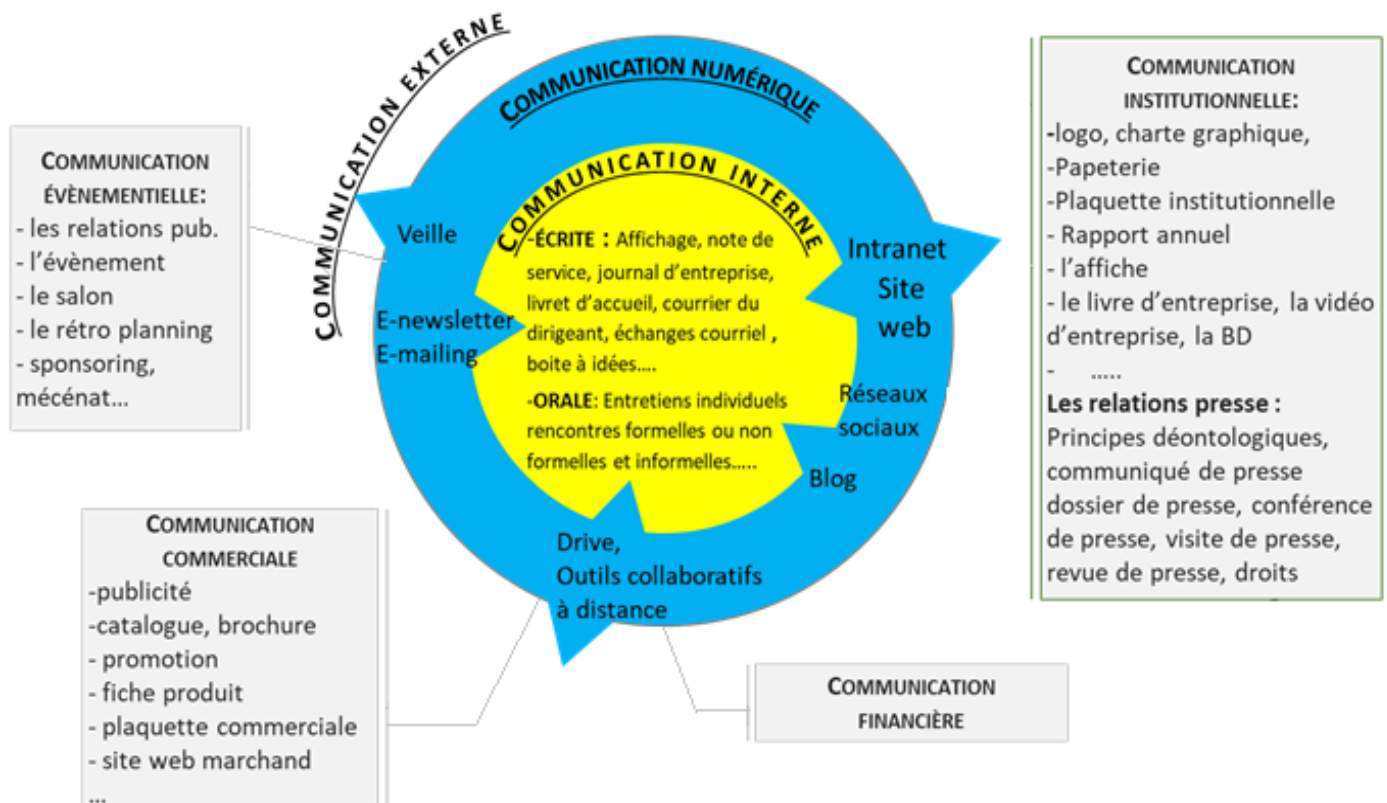 COMMUNICATION EXTERNE
COMMUNICATION NUMÉRIQUE
COMMUNICATION INTERNE
COMMUNICATION
ÉVÈNEMENTIELLE:
- les relations pub.
- l'évènement
- le salon
- le rétro planning
- sponsoring,
mécénat...
Veille
E-newsletter
E-mailing
-ÉCRITE : Affichage, note de
service, journal d'entreprise,
livret d'accueil, courrier du
dirigeant, échanges courriel ,
boite à idées....
-ORALE: Entretiens individuels
rencontres formelles ou non
formelles et informelles.....
Intranet
Site
web
Réseaux
sociaux
Blog
Drive,
Outils collaboratifs
à distance
COMMUNICATION
INSTITUTIONNELLE:
-logo, charte graphique,
-Papeterie
-Plaquette institutionnelle
- Rapport annuel
- l'affiche
- le livre d'entreprise, la vidéo
d'entreprise, la BD
- .....
Les relations presse :
Principes déontologiques,
communiqué de presse
dossier de presse, conférence
de presse, visite de presse,
revue de presse, droits
COMMUNICATION
COMMERCIALE
-publicité
-catalogue, brochure
- promotion
- fiche produit
- plaquette commerciale
- site web marchand
...
COMMUNICATION
FINANCIÈRE